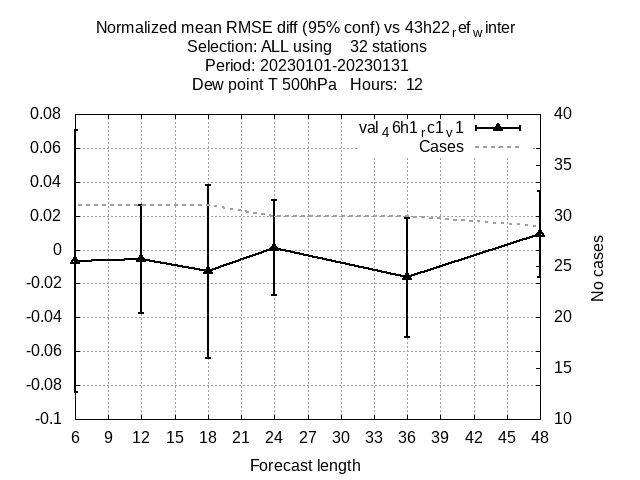 Normalized mean RMSE diff (95% conf) vs 43h22refwinter
Selection: ALL using    32 stations
Period: 20230101-20230131
Dew point T 500hPa   Hours:  12
val46h1rc1v1
Cases
0.08
0.06
0.04
0.02
0
-0.02
-0.04
-0.06
-0.08
-0.1
40
35
30
25
20
15
10
No cases
6 9 12 15 18 21 24 27 30 33 36 39 42 45 48
Forecast length